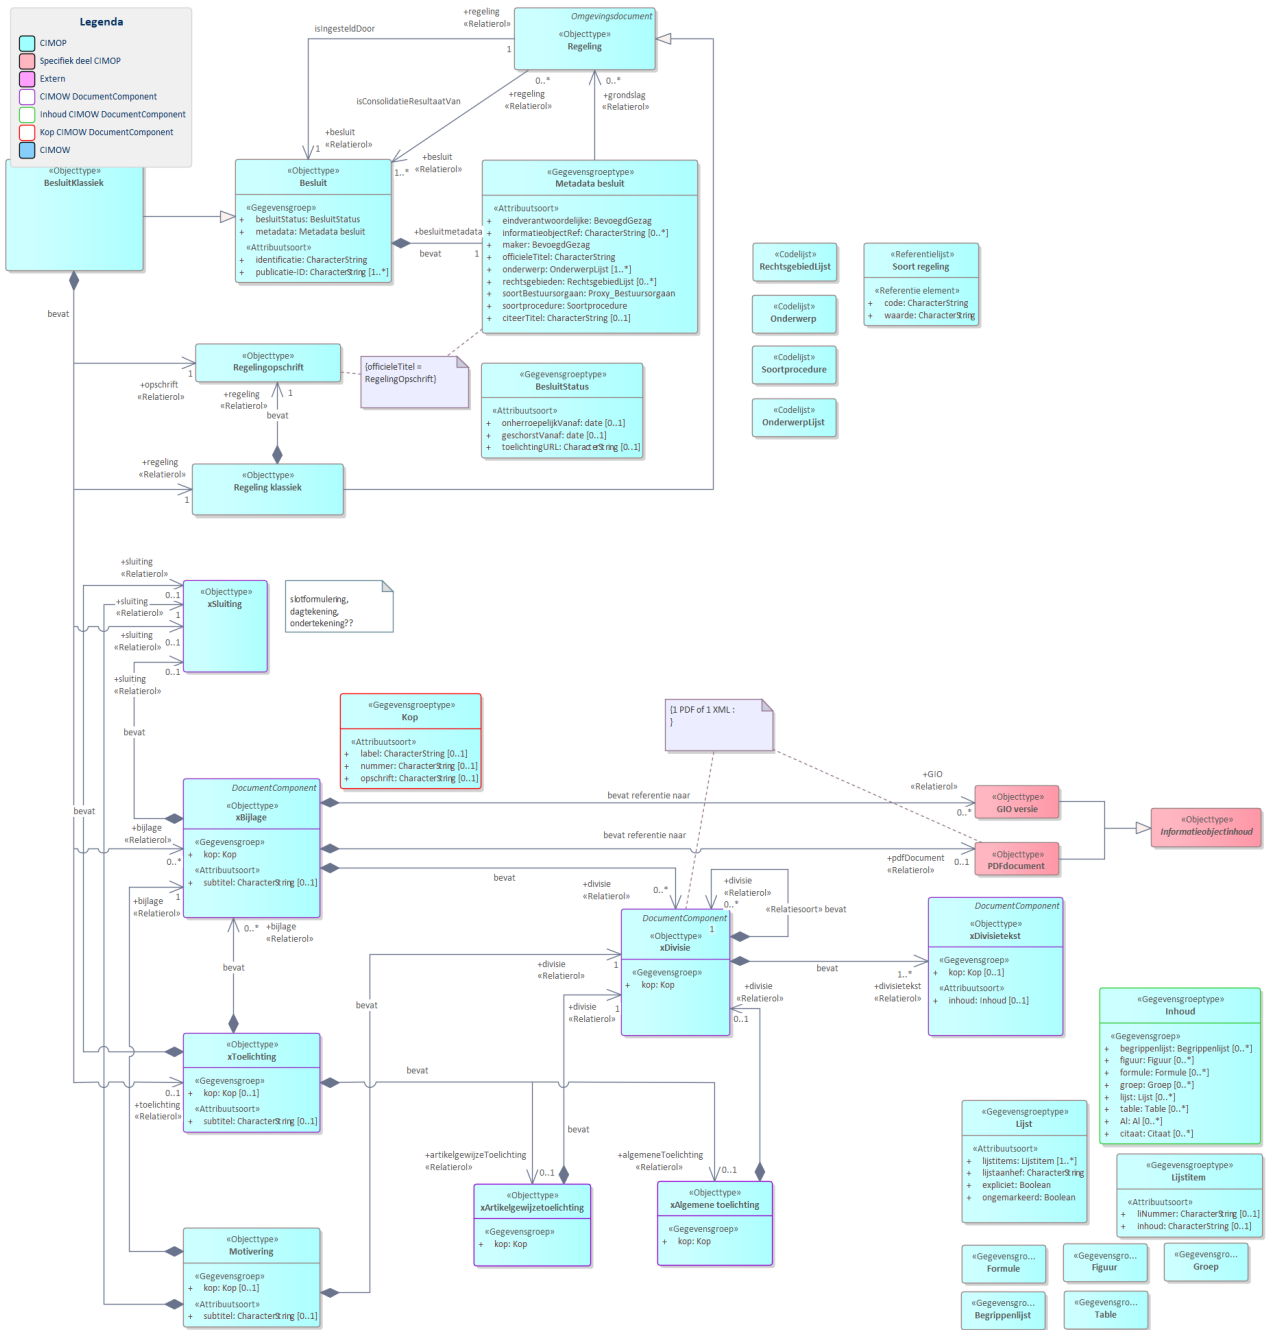 Legenda
CIMOP
Specifiek deel CIMOP
Extern
CIMOW DocumentComponent
Inhoud CIMOW DocumentComponent
Kop CIMOW DocumentComponent
CIMOW
Omgevingsdocument
«Objecttype»
Regeling
+regeling
«Relatierol»
1
isIngesteldDoor
0..*
+regeling
«Relatierol»
0..*
+grondslag
«Relatierol»
isConsolidatieResultaatVan
+besluit
«Relatierol»
1
+besluit
«Relatierol»
1..*
«Objecttype»
BesluitKlassiek
«Objecttype»
Besluit
«Gegevensgroep»
+ besluitStatus: BesluitStatus
+ metadata: Metadata besluit
«Attribuutsoort»
+ identificatie: CharacterString
+ publicatie-ID: CharacterString [1..*]
+besluitmetadata
bevat
1
«Gegevensgroeptype»
Metadata besluit
«Attribuutsoort»
+ eindverantwoordelijke: BevoegdGezag
+ informatieobjectRef: CharacterString [0..*]
+ maker: BevoegdGezag
+ officieleTitel: CharacterString
+ onderwerp: OnderwerpLijst [1..*]
+ rechtsgebieden: RechtsgebiedLijst [0..*]
+ soortBestuursorgaan: Proxy_Bestuursorgaan
+ soortprocedure: Soortprocedure
+ citeerTitel: CharacterString [0..1]
«Codelijst»
RechtsgebiedLijst
«Codelijst»
Onderwerp
«Codelijst»
Soortprocedure
«Codelijst»
OnderwerpLijst
«Referentielijst»
Soort regeling
«Referentie element»
+ code: CharacterString
+ waarde: CharacterString
bevat
«Objecttype»
Regelingopschrift
1
+opschrift
«Relatierol»
+regeling
«Relatierol»
1
bevat
{officieleTitel =
RegelingOpschrift}
«Gegevensgroeptype»
BesluitStatus
«Attribuutsoort»
+ onherroepelijkVanaf: date [0..1]
+ geschorstVanaf: date [0..1]
+ toelichtingURL: CharacterString [0..1]
+regeling
«Relatierol»
1
«Objecttype»
Regeling klassiek
+sluiting
«Relatierol»
0..1
+sluiting
«Relatierol»
1
+sluiting
«Relatierol»
0..1
0..1
+sluiting
«Relatierol»
bevat
«Objecttype»
xSluiting
slotformulering,
dagtekening,
ondertekening??
«Gegevensgroeptype»
Kop
«Attribuutsoort»
+ label: CharacterString [0..1]
+ nummer: CharacterString [0..1]
+ opschrift: CharacterString [0..1]
{1 PDF of 1 XML :
}
bevat
+bijlage
«Relatierol»
0..*
1
+bijlage
«Relatierol»
DocumentComponent
«Objecttype»
xBijlage
«Gegevensgroep»
+ kop: Kop
«Attribuutsoort»
+ subtitel: CharacterString [0..1]
bevat referentie naar
+GIO
«Relatierol»
0..*
«Objecttype»
GIO versie
bevat referentie naar
+pdfDocument
«Relatierol»
0..1
«Objecttype»
PDFdocument
«Objecttype»
Informatieobjectinhoud
bevat
+divisie
«Relatierol»
0..*
+divisie
«Relatierol»
0..*
1
«Relatiesoort» bevat
0..*
+bijlage
«Relatierol»
bevat
DocumentComponent
«Objecttype»
xDivisie
«Gegevensgroep»
+ kop: Kop
bevat
1..*
+divisietekst
«Relatierol»
DocumentComponent
«Objecttype»
xDivisietekst
«Gegevensgroep»
+ kop: Kop [0..1]
«Attribuutsoort»
+ inhoud: Inhoud [0..1]
+divisie
«Relatierol»
1
+divisie
«Relatierol»
1
+divisie
«Relatierol»
0..1
bevat
«Objecttype»
xToelichting
«Gegevensgroep»
+ kop: Kop [0..1]
«Attribuutsoort»
+ subtitel: CharacterString [0..1]
0..1
+toelichting
«Relatierol»
bevat
bevat
+artikelgewijzeToelichting
«Relatierol»
0..1
+algemeneToelichting
«Relatierol»
0..1
«Objecttype»
xArtikelgewijzetoelichting
«Gegevensgroep»
+ kop: Kop
«Objecttype»
xAlgemene toelichting
«Gegevensgroep»
+ kop: Kop
«Objecttype»
Motivering
«Gegevensgroep»
+ kop: Kop [0..1]
«Attribuutsoort»
+ subtitel: CharacterString [0..1]
«Gegevensgroeptype»
Inhoud
«Gegevensgroep»
+ begrippenlijst: Begrippenlijst [0..*]
+ figuur: Figuur [0..*]
+ formule: Formule [0..*]
+ groep: Groep [0..*]
+ lijst: Lijst [0..*]
+ table: Table [0..*]
+ Al: Al [0..*]
+ citaat: Citaat [0..*]
«Gegevensgroeptype»
Lijst
«Attribuutsoort»
+ lijstitems: Lijstitem [1..*]
+ lijstaanhef: CharacterString
+ expliciet: Boolean
+ ongemarkeerd: Boolean
«Gegevensgroeptype»
Lijstitem
«Attribuutsoort»
+ liNummer: CharacterString [0..1]
+ inhoud: CharacterString [0..1]
«Gegevensgro...
Formule
«Gegevensgro...
Figuur
«Gegevensgro...
Groep
«Gegevensgro...
Begrippenlijst
«Gegevensgro...
Table